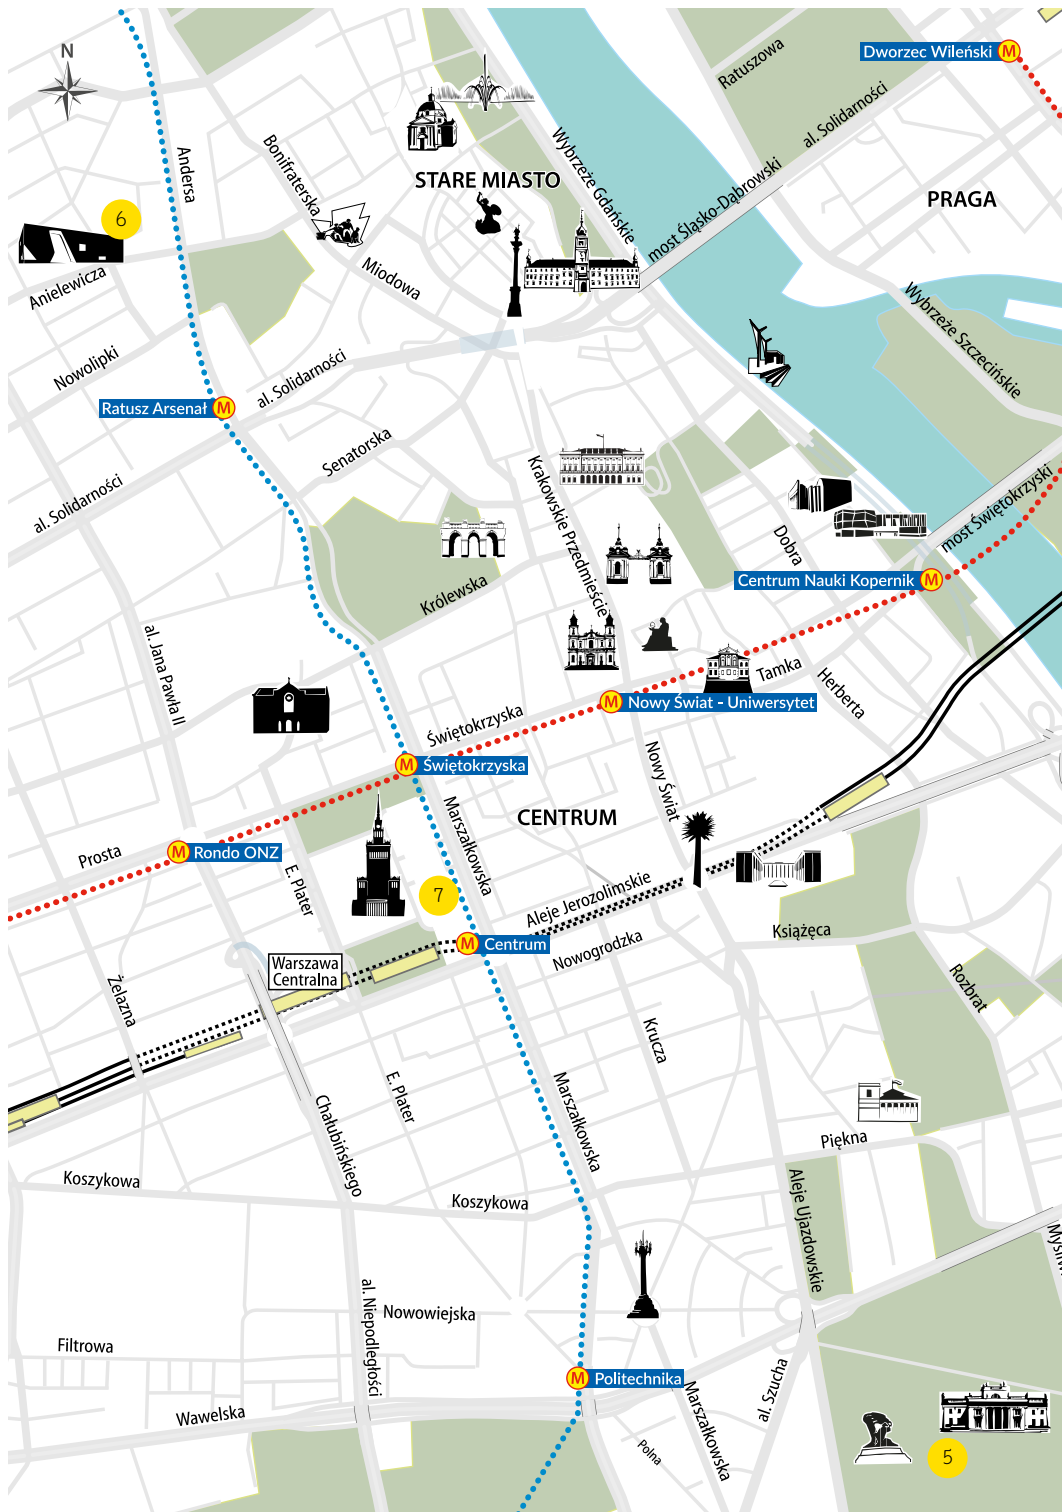 N
Dworzec Wileński
M
Ratuszowa
al. Solidarności
Andersa
Bonifraterska
Wybrzeże Gdańskie
STARE MIASTO
most Śląsko-Dąbrowski
PRAGA
6
Anielewicza
Miodowa
Wybrzeże Szczecińskie
Nowolipki
al. Solidarności
Ratusz Arsenał
M
Senatorska
al. Solidarności
Krakowskie Przedmieście
most Świętokrzyski
Dobra
Królewska
Centrum Nauki Kopernik
M
al. Jana Pawła II
Tamka
Herberta
M
Nowy Świat - Uniwersytet
Świętokrzyska
M
Świętokrzyska
Nowy Świat
Marszałkowska
CENTRUM
Prosta
M
Rondo ONZ
E. Plater
7
Aleje Jerozolimskie
M
Centrum
Nowogrodzka
Książęca
Warszawa
Centralna
Żelazna
Rozbrat
Krucza
E. Plater
Marszałkowska
Chałubińskiego
Piękna
Koszykowa
Koszykowa
Aleje Ujazdowskie
Myśliw
al. Niepodległości
Nowowiejska
Filtrowa
M
Politechnika
al. Szucha
Marszałkowska
Wawelska
Polna
5